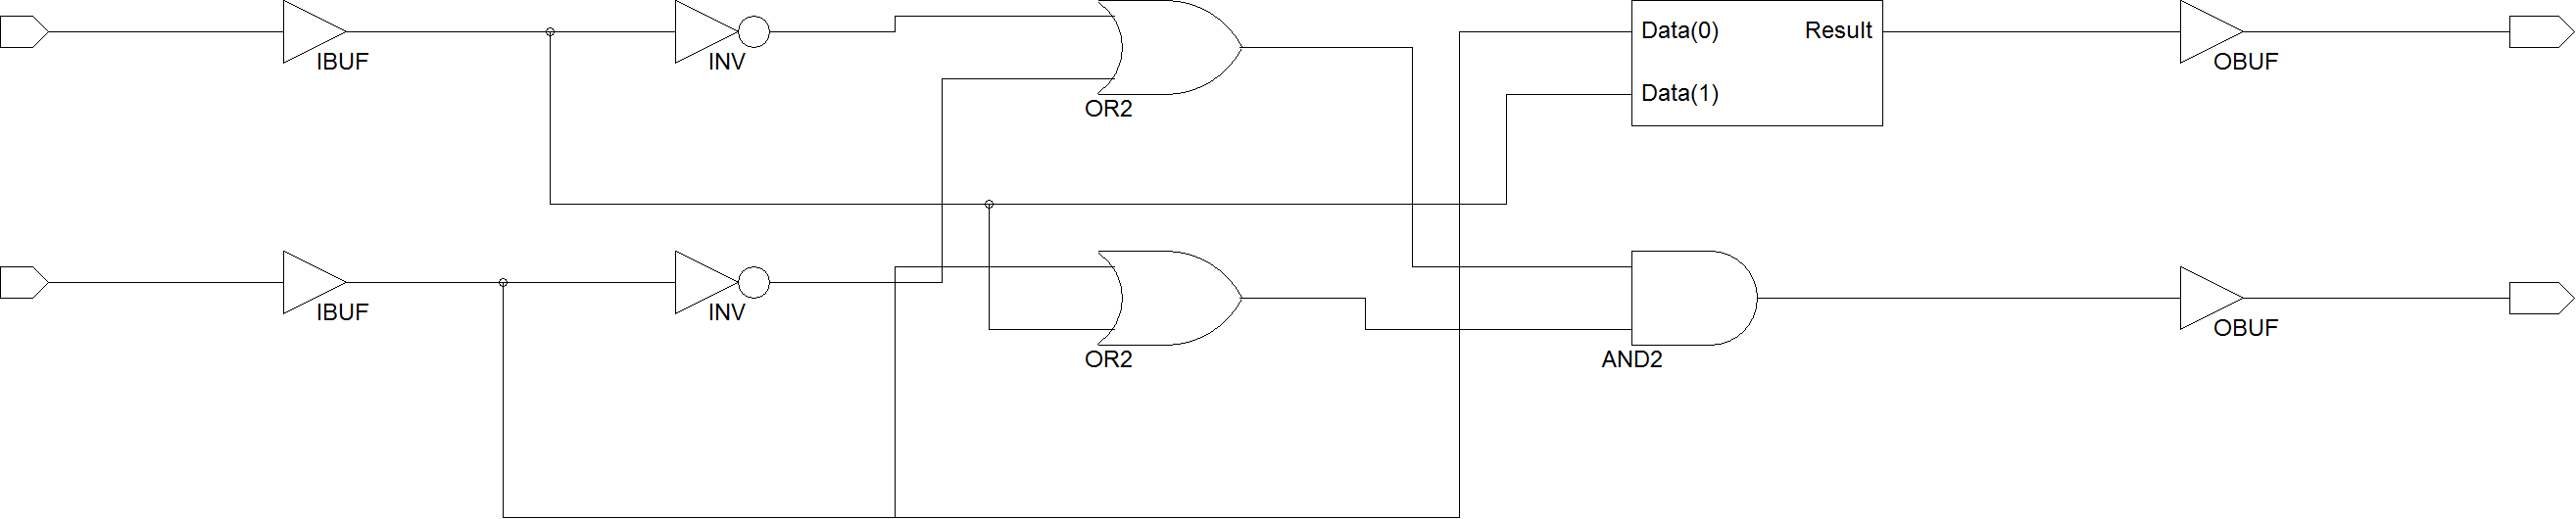 Data(0) Result
IBUF INV OBUF
Data(1)
OR2
IBUF INV OBUF
OR2 AND2